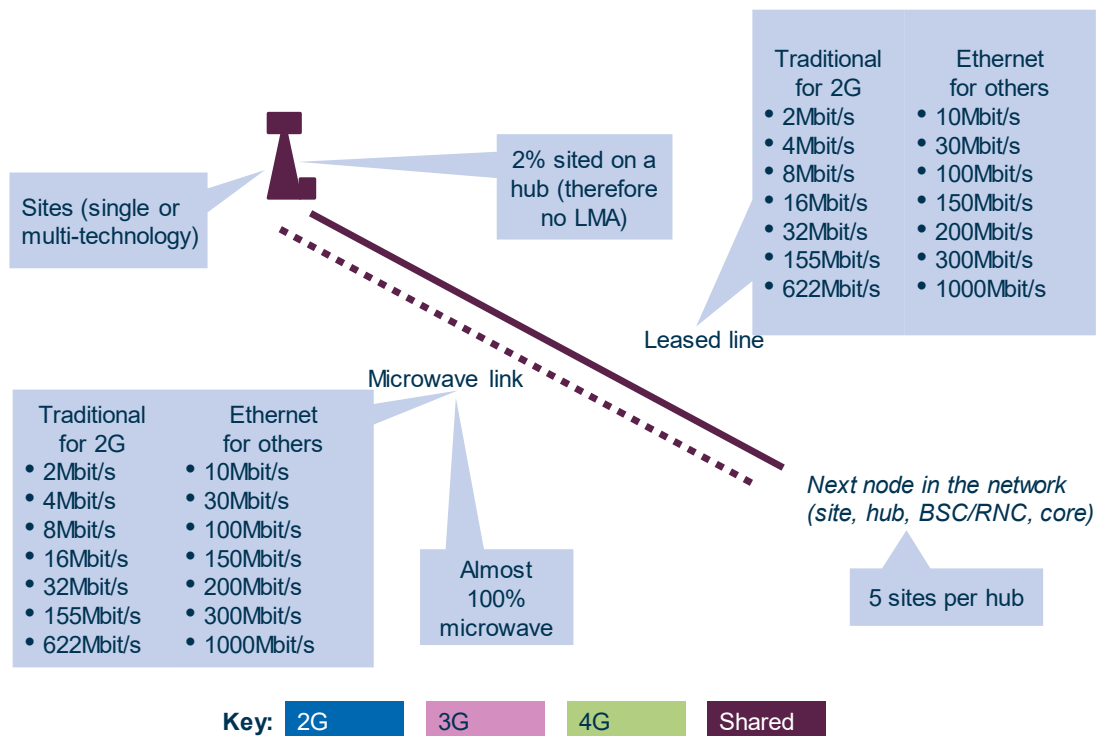 Traditional
for 2G
• 2Mbit/s
• 4Mbit/s
• 8Mbit/s
• 16Mbit/s
• 32Mbit/s
• 155Mbit/s
• 622Mbit/s
Ethernet
for others
• 10Mbit/s
• 30Mbit/s
• 100Mbit/s
• 150Mbit/s
• 200Mbit/s
• 300Mbit/s
• 1000Mbit/s
2% sited on a
hub (therefore
no LMA)
Sites (single or
multi-technology)
Leased line
Microwave link
Traditional
for 2G
• 2Mbit/s
• 4Mbit/s
• 8Mbit/s
• 16Mbit/s
• 32Mbit/s
• 155Mbit/s
• 622Mbit/s
Ethernet
for others
• 10Mbit/s
• 30Mbit/s
• 100Mbit/s
• 150Mbit/s
• 200Mbit/s
• 300Mbit/s
• 1000Mbit/s
Almost
100%
microwave
Next node in the network
(site, hub, BSC/RNC, core)
5 sites per hub
Key: 2G 3G 4G Shared